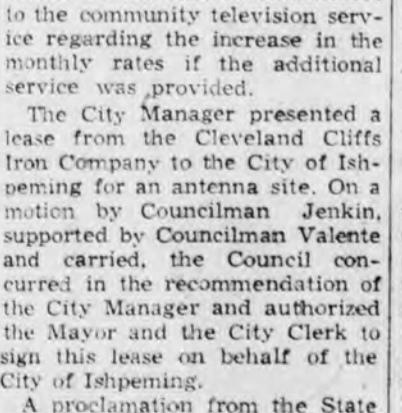 to the community television serv-
ice regarding the increase in the
monthly rates if the additional
service was provided.
The City Manager presented a
lease from the Cleveland Cliffs
Iron Company to the City of Ish-
peming for an antenna site. On a
motion by Councilman Jenkin,
supported by Councilman Valente
and carried, the Council con-
curred in the recommendation of
the City Manager and authorized
the Mayor and the City Clerk to
sign this lease on behalf of the
City of Ishpeming.
A proclamation from the State